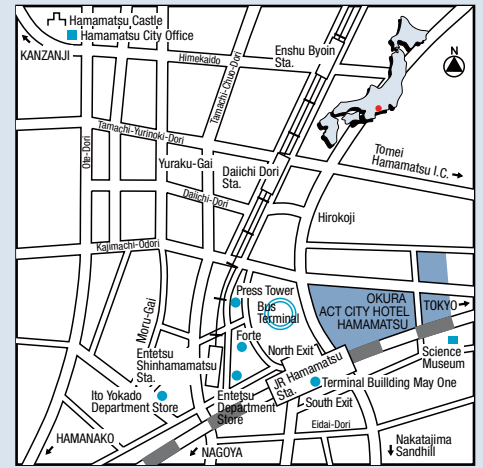 Hamamatsu Castle
Hamamatsu City Office
KANZANJI
Himekaido
Tamachi-Chuo-Dori
Enshu Byoin
Sta.
N
Tamachi-Yurinoki-Dori
Ote-Dori
Yuraku-Gai
Daiichi Dori
Sta.
Daiichi-Dori
Tomei
Hamamatsu I.C.
Hirokoji
Kajimachi-Odori
Moru-Gai
Press Tower
Bus
Terminal
OKURA
ACT CITY HOTEL
HAMAMATSU
TOKYO
Forte
North Exit
Entetsu
Shinhamamatsu
Sta.
JR Hamamatsu
Sta.
Science
Museum
Ito Yokado
Department Store
Entetsu
Department
Store
Terminal Buillding May One
South Exit
Eidai-Dori
HAMANAKO
NAGOYA
Nakatajima
Sandhill